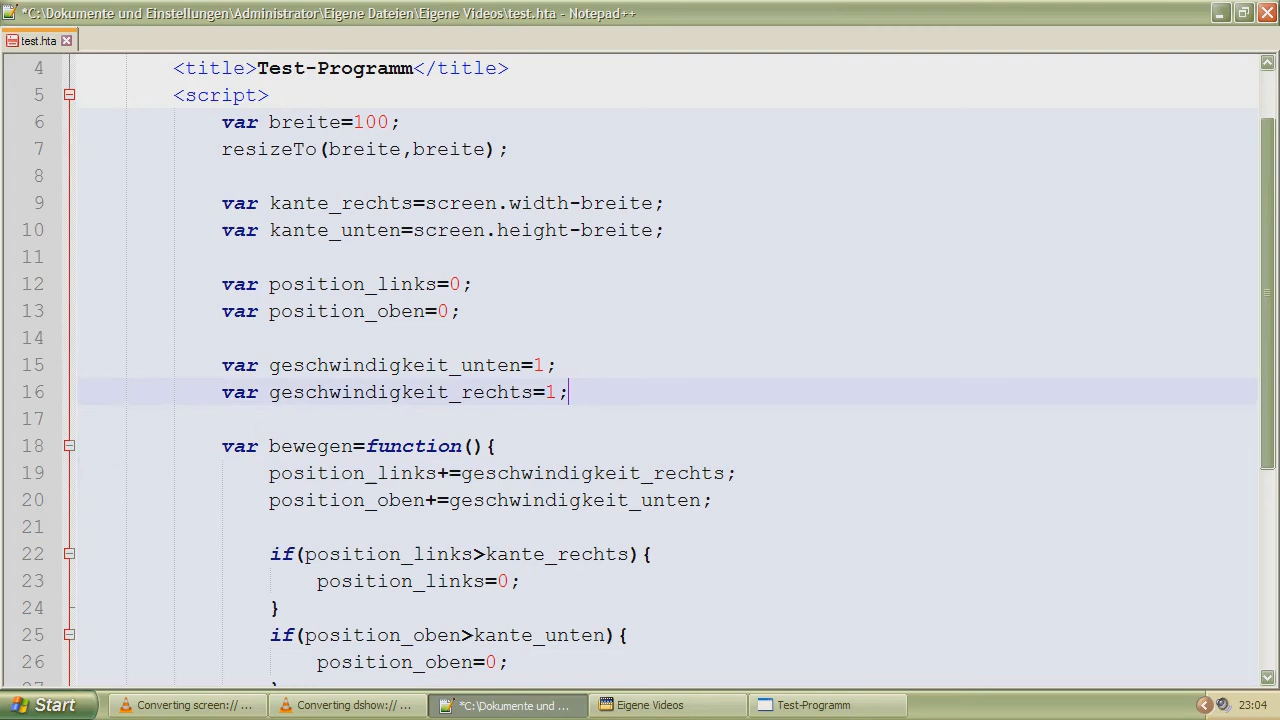 *C:\Dokumente und Einstellungen\Administrator\Eigene Dateien\Eigene Videos\test.hta - Notepad++
test.hta
4 <title>Test-Programm</title>
5 <script>
6 var breite=100;
7 resizeTo(breite,breite);
8
9 var kante_rechts=screen.width-breite;
10 var kante_unten=screen.height-breite;
11
12 var position_links=0;
13 var position_oben=0;
14
15 var geschwindigkeit_unten=1;
16 var geschwindigkeit_rechts=1;
17
18 var bewegen=function(){
19 position_links+=geschwindigkeit_rechts;
20 position_oben+=geschwindigkeit_unten;
21
22 if(position_links>kante_rechts){
23 position_links=0;
24 }
25 if(position_oben>kante_unten){
26 position_oben=0;
27 }
Start Converting screen:// ... Converting dshow:// ... *C:\Dokumente und ... Eigene Videos Test-Programm 23:04